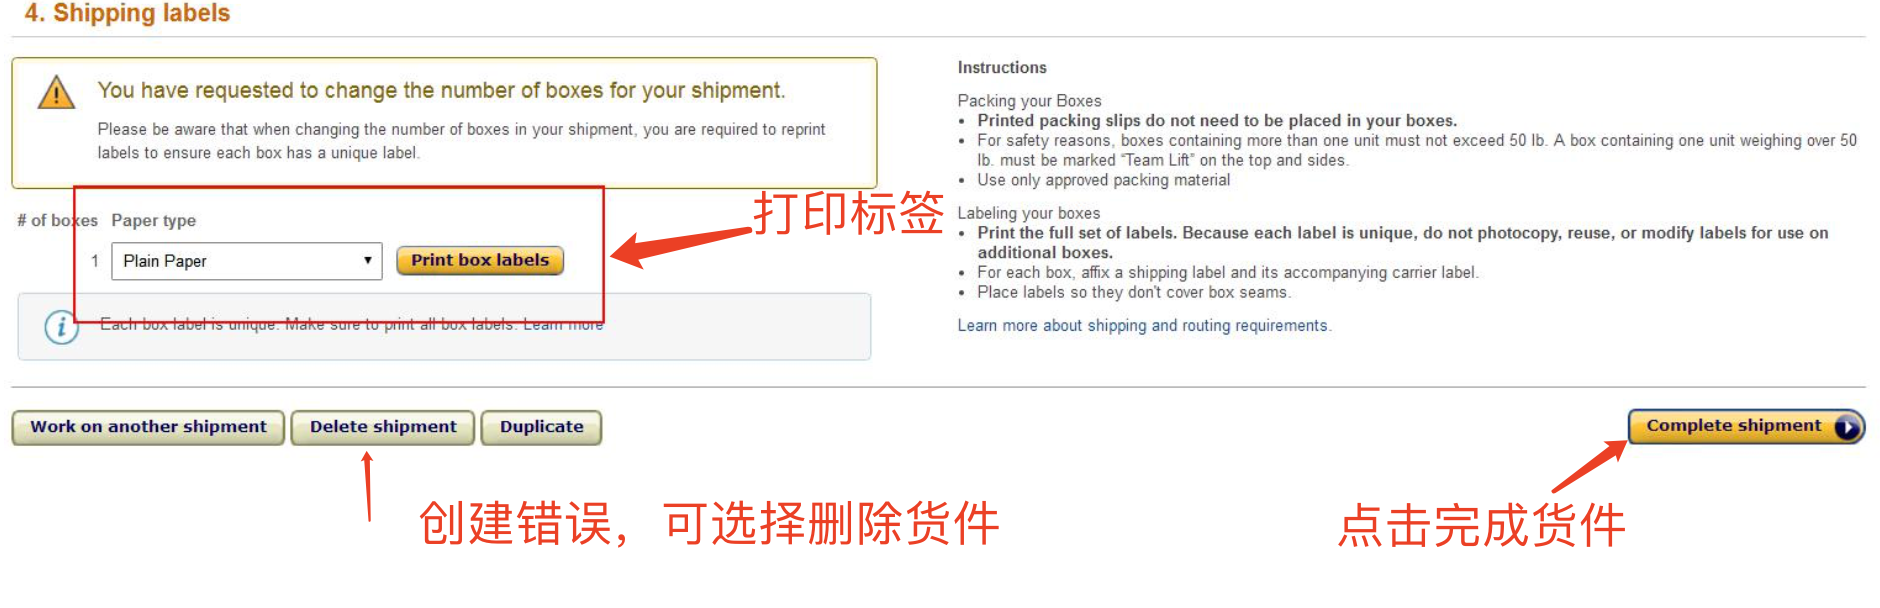 4. Shipping labels
You have requested to change the number of boxes for your shipment.
Please be aware that when changing the number of boxes in your shipment, you are required to reprint
labels to ensure each box has a unique label.
# of boxes Paper type
1 Plain Paper Print box labels
打印标签
Each box label is unique. Make sure to print all box labels. Learn more
Instructions
Packing your Boxes
• Printed packing slips do not need to be placed in your boxes.
• For safety reasons, boxes containing more than one unit must not exceed 50 lb. A box containing one unit weighing over 50
lb. must be marked “Team Lift” on the top and sides.
• Use only approved packing material
Labeling your boxes
• Print the full set of labels. Because each label is unique, do not photocopy, reuse, or modify labels for use on
additional boxes.
• For each box, affix a shipping label and its accompanying carrier label.
• Place labels so they don't cover box seams.
Learn more about shipping and routing requirements.
Work on another shipment Delete shipment Duplicate Complete shipment
创建错误，可选择删除货件
点击完成货件